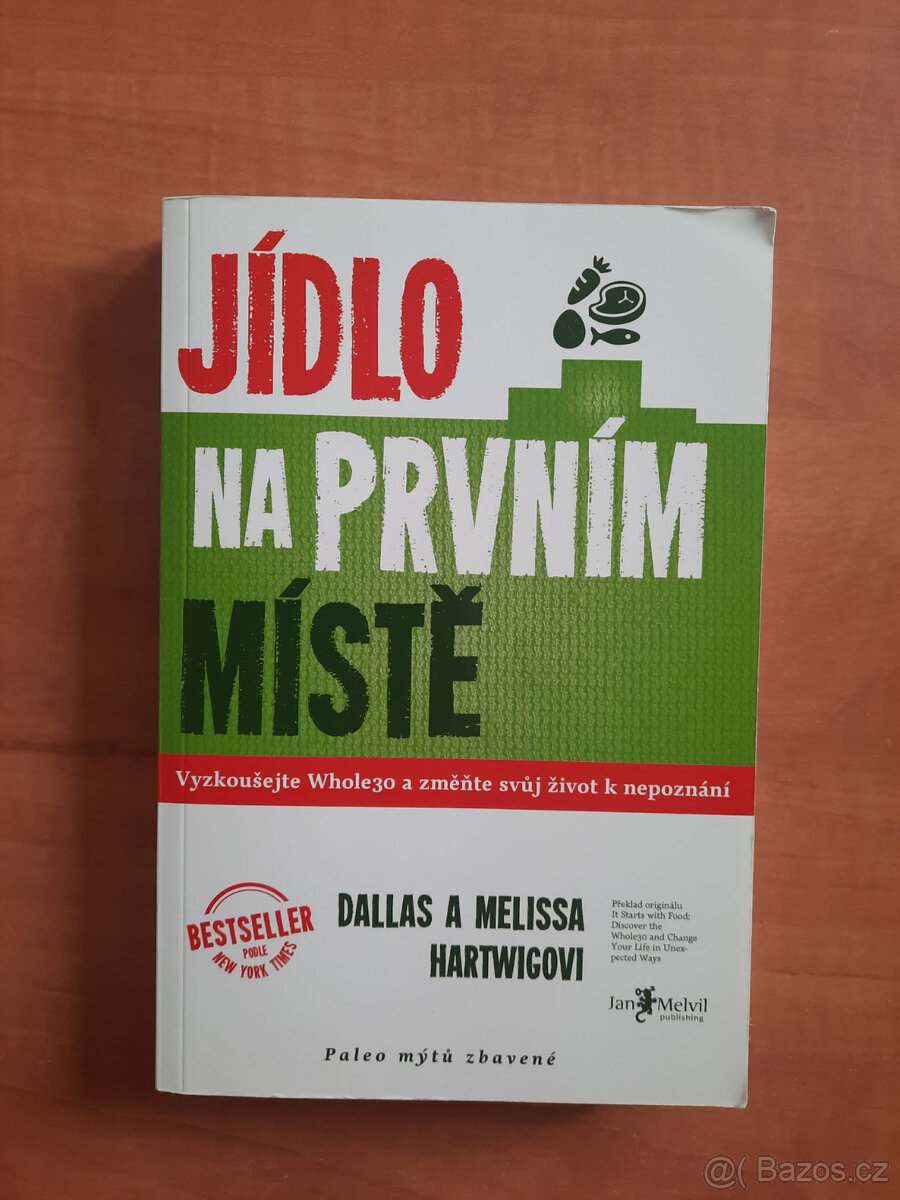 JÍDLO
NA PRVNÍM
MÍSTĚ
Vyzkoušejte Whole30 a změňte svůj život k nepoznání
BESTSELLER
PODLE
NEW YORK TIMES
DALLAS A MELISSA
HARTWIGOVI
Překlad originálu
It Starts with Food:
Discover the
Whole30 and Change
Your Life in Unex-
pected Ways
Jan Melvil
publishing
Paleo mýtů zbavené
@( Bazos.cz